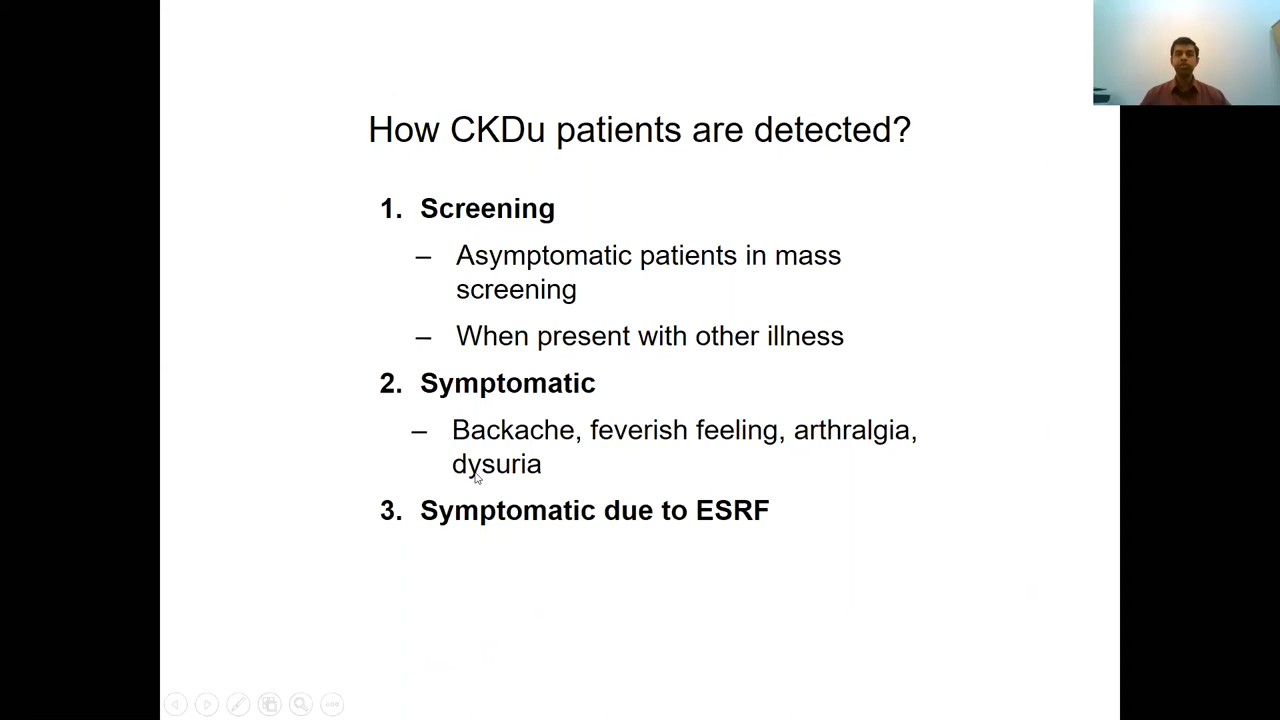 How CKDu patients are detected?
1. Screening
– Asymptomatic patients in mass
screening
– When present with other illness
2. Symptomatic
– Backache, feverish feeling, arthralgia,
dysuria
3. Symptomatic due to ESRF